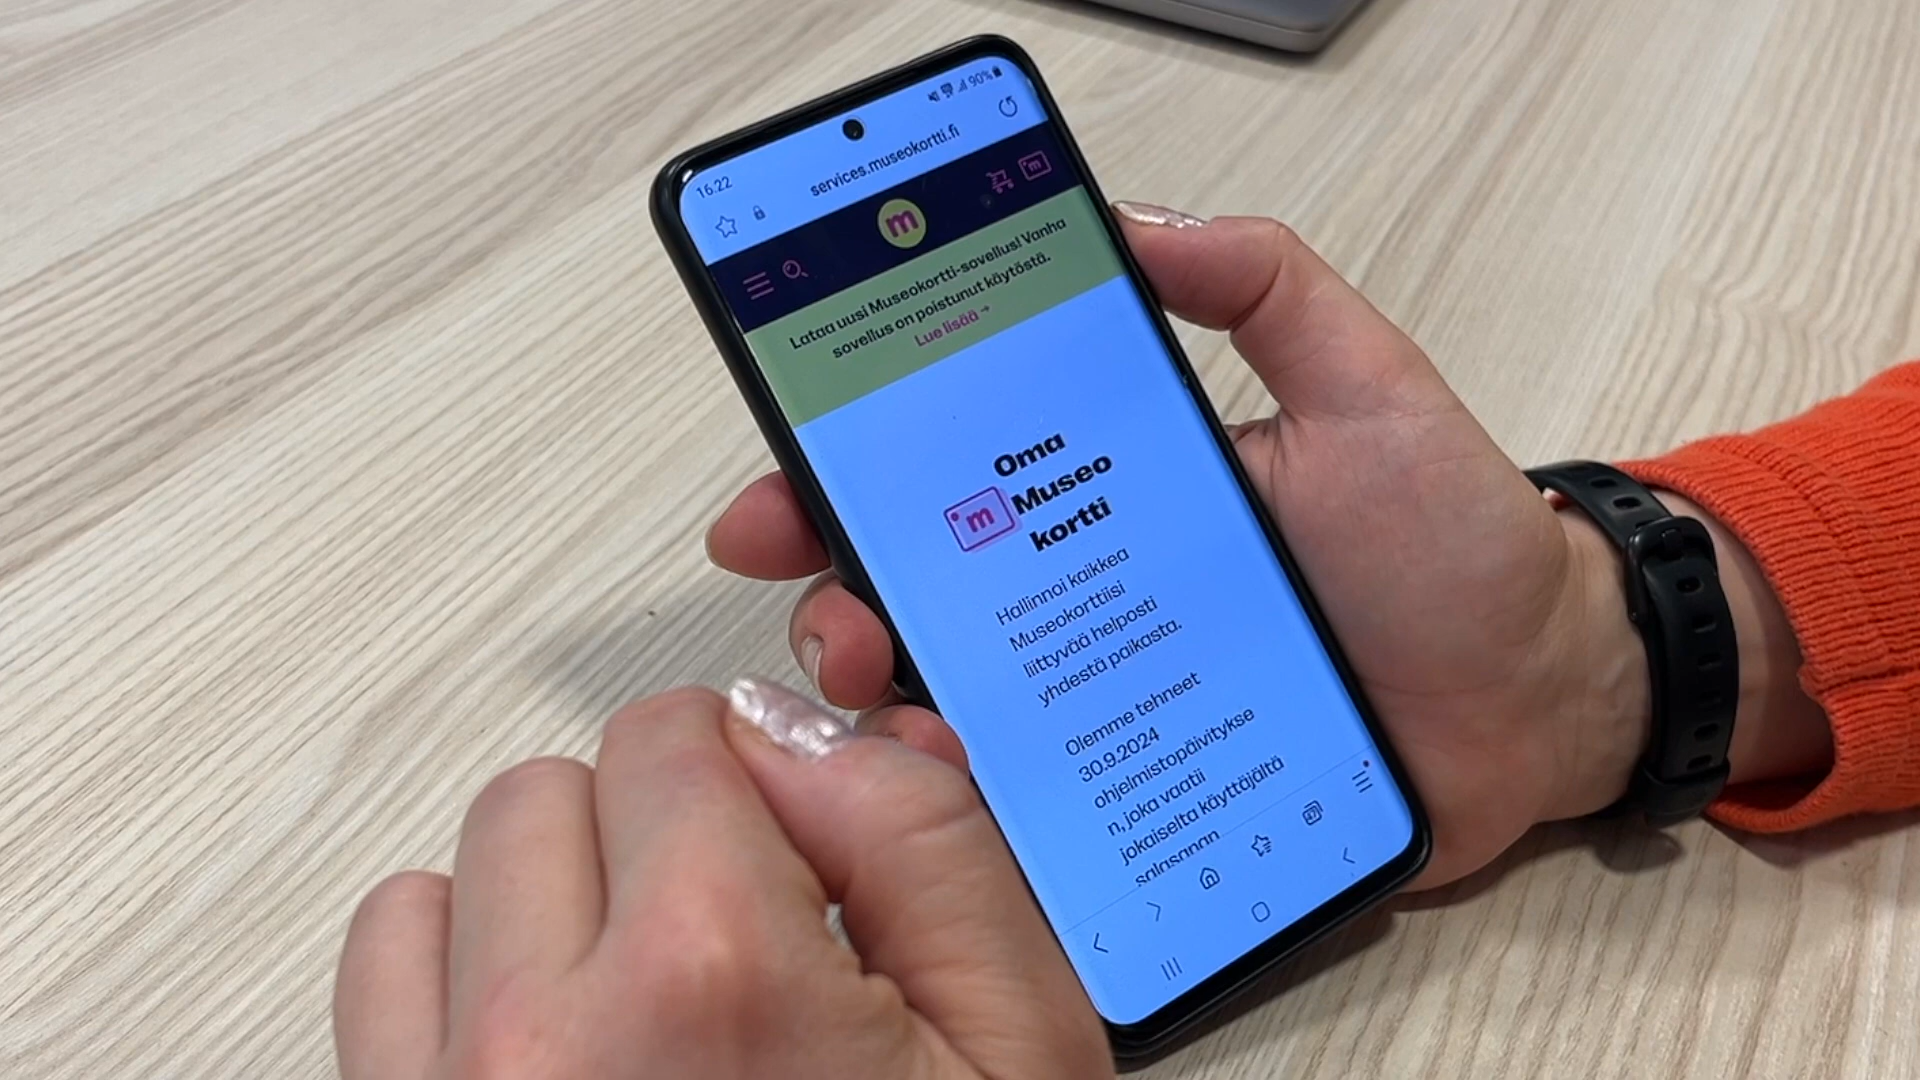 16.22
90%
services.museokortti.fi
m
m
Lataa uusi Museokortti-sovellus! Vanha
sovellus on poistunut käytöstä.
Lue lisää →
Oma
Museo
kortti
m
Hallinnoi kaikkea
Museokorttiisi
liittyvää helposti
yhdestä paikasta.
Olemme tehneet
30.9.2024
ohjelmistopäivitykse
n, joka vaatii
jokaiselta käyttäjältä
salasanan